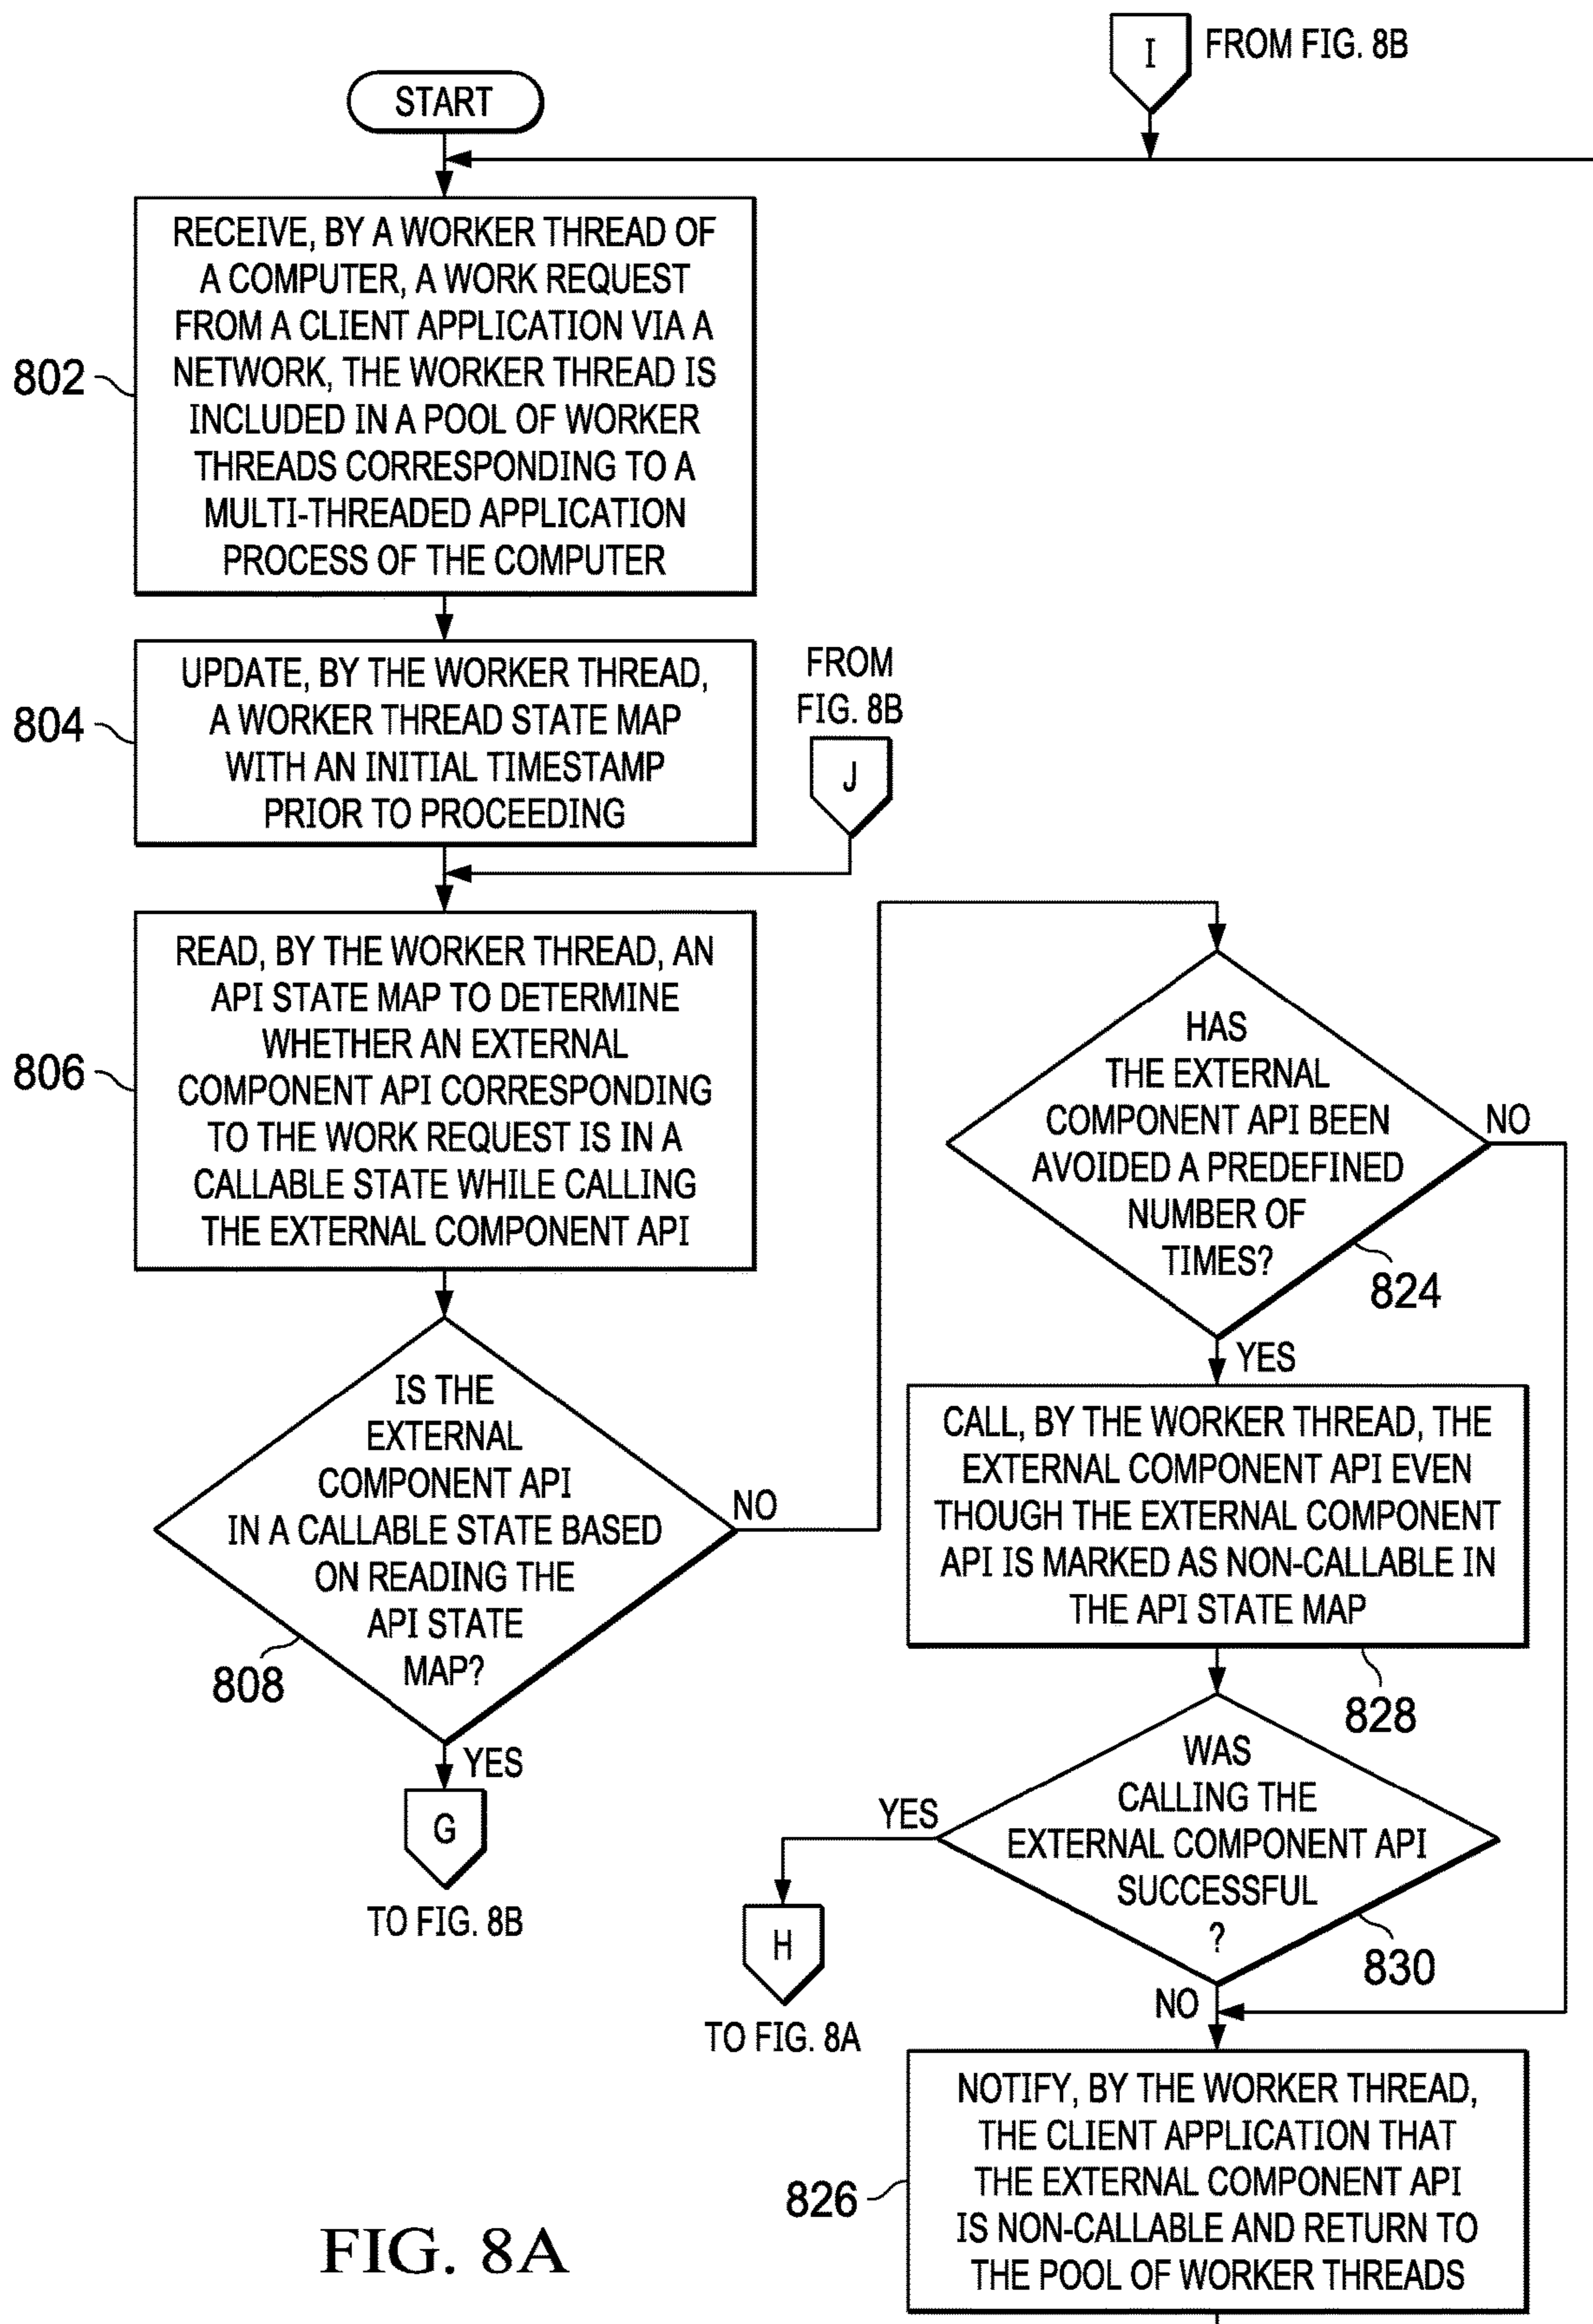 I
FROM FIG. 8B
START
802
RECEIVE, BY A WORKER THREAD OF
A COMPUTER, A WORK REQUEST
FROM A CLIENT APPLICATION VIA A
NETWORK, THE WORKER THREAD IS
INCLUDED IN A POOL OF WORKER
THREADS CORRESPONDING TO A
MULTI-THREADED APPLICATION
PROCESS OF THE COMPUTER
804
UPDATE, BY THE WORKER THREAD,
A WORKER THREAD STATE MAP
WITH AN INITIAL TIMESTAMP
PRIOR TO PROCEEDING
FROM
FIG. 8B
J
806
READ, BY THE WORKER THREAD, AN
API STATE MAP TO DETERMINE
WHETHER AN EXTERNAL
COMPONENT API CORRESPONDING
TO THE WORK REQUEST IS IN A
CALLABLE STATE WHILE CALLING
THE EXTERNAL COMPONENT API
IS THE
EXTERNAL
COMPONENT API
IN A CALLABLE STATE BASED
ON READING THE
API STATE
MAP?
808
NO
YES
G
TO FIG. 8B
HAS
THE EXTERNAL
COMPONENT API BEEN
AVOIDED A PREDEFINED
NUMBER OF
TIMES?
824
NO
YES
CALL, BY THE WORKER THREAD, THE
EXTERNAL COMPONENT API EVEN
THOUGH THE EXTERNAL COMPONENT
API IS MARKED AS NON-CALLABLE IN
THE API STATE MAP
828
WAS
CALLING THE
EXTERNAL COMPONENT API
SUCCESSFUL
?
830
YES
H
TO FIG. 8A
NO
826
NOTIFY, BY THE WORKER THREAD,
THE CLIENT APPLICATION THAT
THE EXTERNAL COMPONENT API
IS NON-CALLABLE AND RETURN TO
THE POOL OF WORKER THREADS
FIG. 8A